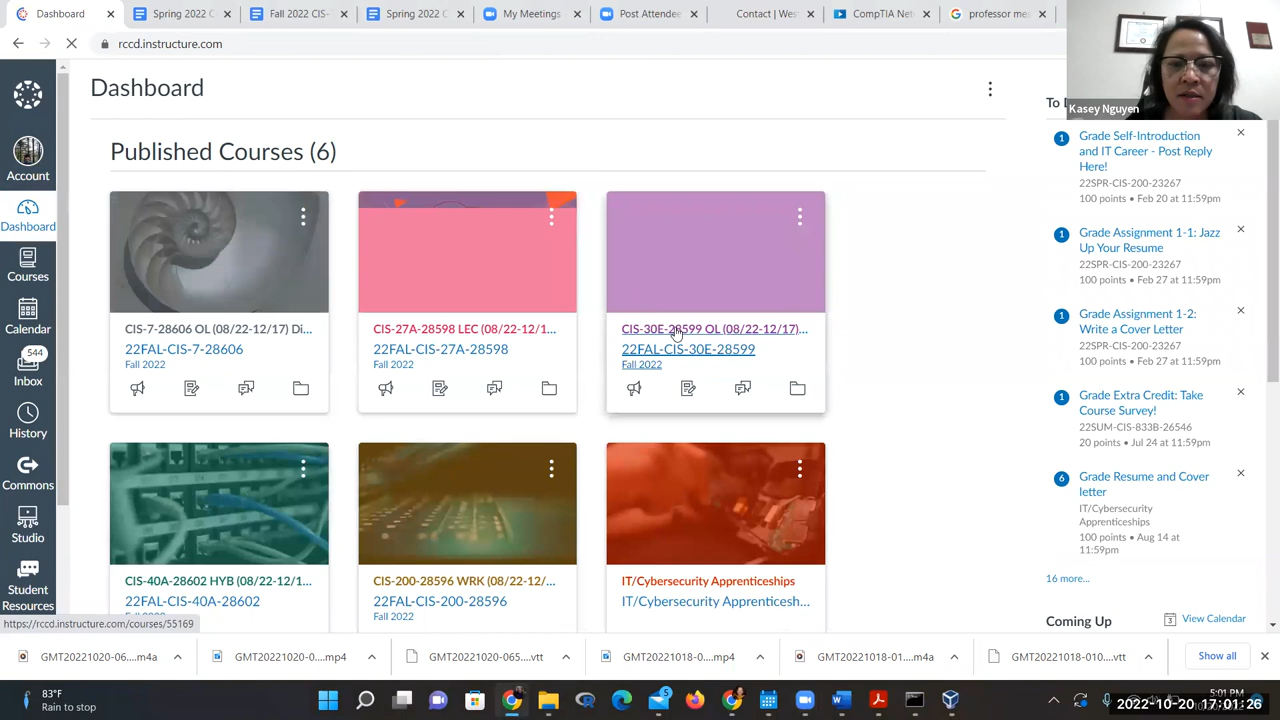 Dashboard
Spring 2022 C
Fall 2022 CIS-
Spring 2022
My Meetings
Post Attendee
Contact | Wes
CompTIA Net
professor me
rccd.instructure.com
Account
Dashboard
Courses
Calendar
544
Inbox
History
Commons
Studio
Student
Resources
Dashboard
Published Courses (6)
CIS-7-28606 OL (08/22-12/17) Di...
22FAL-CIS-7-28606
Fall 2022
CIS-27A-28598 LEC (08/22-12/1...
22FAL-CIS-27A-28598
Fall 2022
CIS-30E-28599 OL (08/22-12/17)...
22FAL-CIS-30E-28599
Fall 2022
CIS-40A-28602 HYB (08/22-12/1...
22FAL-CIS-40A-28602
CIS-200-28596 WRK (08/22-12/...
22FAL-CIS-200-28596
Fall 2022
IT/Cybersecurity Apprenticeships
IT/Cybersecurity Apprenticesh...
Kasey Nguyen
1
Grade Self-Introduction
and IT Career - Post Reply
Here!
22SPR-CIS-200-23267
100 points • Feb 20 at 11:59pm
1
Grade Assignment 1-1: Jazz
Up Your Resume
22SPR-CIS-200-23267
100 points • Feb 27 at 11:59pm
1
Grade Assignment 1-2:
Write a Cover Letter
22SPR-CIS-200-23267
100 points • Feb 27 at 11:59pm
1
Grade Extra Credit: Take
Course Survey!
22SUM-CIS-833B-26546
20 points • Jul 24 at 11:59pm
6
Grade Resume and Cover
letter
IT/Cybersecurity
Apprenticeships
100 points • Aug 14 at
11:59pm
16 more...
Coming Up
3
View Calendar
https://rccd.instructure.com/courses/55169
GMT20221020-06....m4a
GMT20221020-0....mp4
GMT20221020-065....vtt
GMT20221018-0....mp4
GMT20221018-01....m4a
GMT20221018-010....vtt
Show all
83°F
Rain to stop
5
5:01 PM
2022-10-20 17:01:26